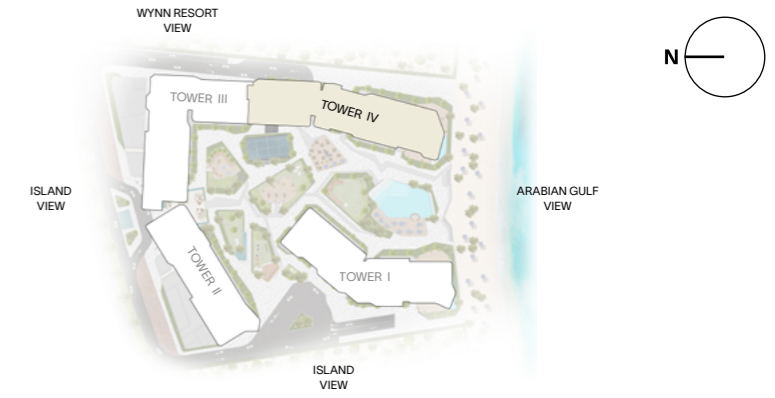 WYNN RESORT
VIEW
N
TOWER III
TOWER IV
ISLAND
VIEW
ARABIAN GULF
VIEW
TOWER II
TOWER I
ISLAND
VIEW